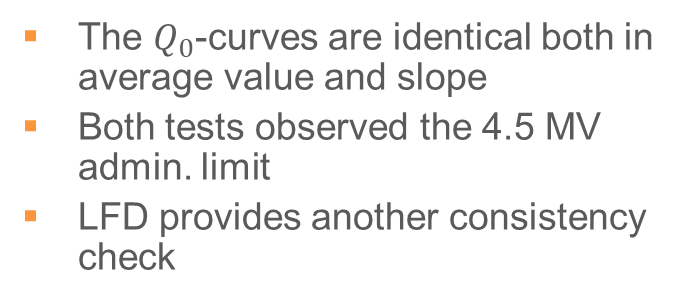 ▪ The Q₀-curves are identical both in
average value and slope
▪ Both tests observed the 4.5 MV
admin. limit
▪ LFD provides another consistency
check